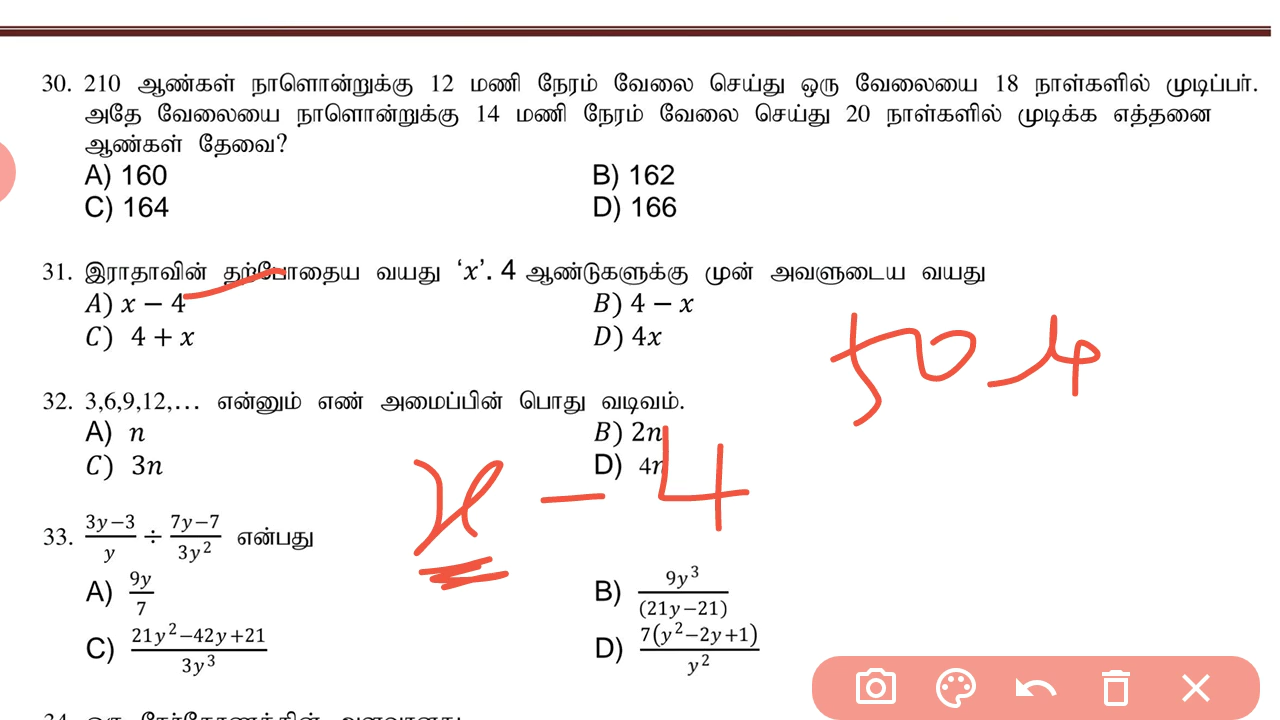 30. 210 ஆண்கள் நாளொன்றுக்கு 12 மணி நேரம் வேலை செய்து ஒரு வேலையை 18 நாள்களில் முடிப்பர்.
அதே வேலையை நாளொன்றுக்கு 14 மணி நேரம் வேலை செய்து 20 நாள்களில் முடிக்க எத்தனை
ஆண்கள் தேவை?
A) 160 B) 162
C) 164 D) 166
31. இராதாவின் தற்போதைய வயது ‘x’. 4 ஆண்டுகளுக்கு முன் அவளுடைய வயது
A) x − 4 B) 4 − x
C) 4 + x D) 4x
32. 3,6,9,12,… என்னும் எண் அமைப்பின் பொது வடிவம்.
A) n B) 2n
C) 3n D) 4n
x − 4
33. (3y−3)/y ÷ (7y−7)/(3y²) என்பது
A) 9y/7 B) 9y³/(21y−21)
C) (21y²−42y+21)/(3y³) D) 7(y²−2y+1)/y²